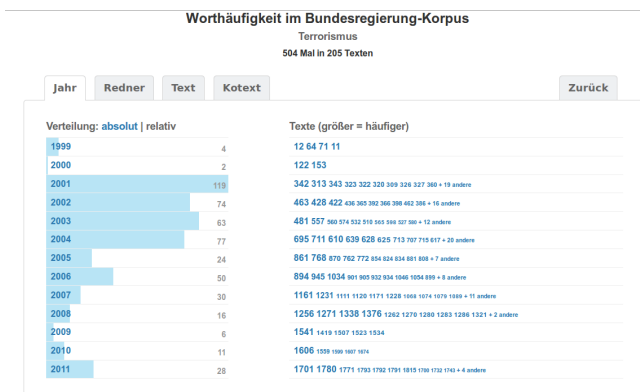 Worthäufigkeit im Bundesregierung-Korpus
Terrorismus
504 Mal in 205 Texten
Jahr Redner Text Kotext Zurück
Verteilung: absolut | relativ Texte (größer = häufiger)
1999 4 12 64 71 11
2000 2 122 153
2001 119 342 313 343 323 322 320 309 326 327 360 + 19 andere
2002 74 463 428 422 436 365 392 366 398 462 386 + 16 andere
2003 63 481 557 560 574 532 510 565 586 527 580 + 12 andere
2004 77 695 711 610 639 628 625 713 707 715 617 + 20 andere
2005 24 861 768 870 762 772 854 824 834 881 808 + 7 andere
2006 50 894 945 1034 901 905 932 934 1046 1054 899 + 8 andere
2007 30 1161 1231 1111 1120 1171 1228 1068 1074 1079 1089 + 11 andere
2008 16 1256 1271 1338 1376 1262 1270 1280 1283 1286 1321 + 2 andere
2009 6 1541 1419 1507 1523 1534
2010 11 1606 1559 1599 1607 1674
2011 28 1701 1780 1771 1793 1792 1791 1815 1700 1732 1743 + 4 andere